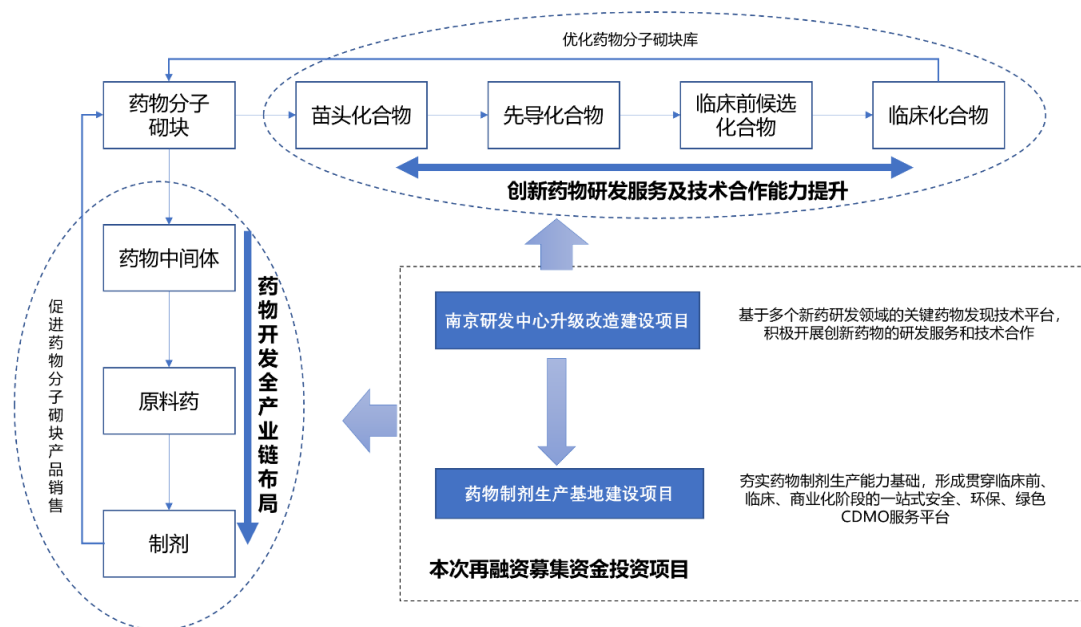 优化药物分子砌块库
药物分子
砌块
苗头化合物
先导化合物
临床前候选
化合物
临床化合物
创新药物研发服务及技术合作能力提升
药物中间体
原料药
制剂
促进药物分子砌块产品销售
药物开发全产业链布局
南京研发中心升级改造建设项目
基于多个新药研发领域的关键药物发现技术平台，
积极开展创新药物的研发服务和技术合作
药物制剂生产基地建设项目
夯实药物制剂生产能力基础，形成贯穿临床前、
临床、商业化阶段的一站式安全、环保、绿色
CDMO服务平台
本次再融资募集资金投资项目